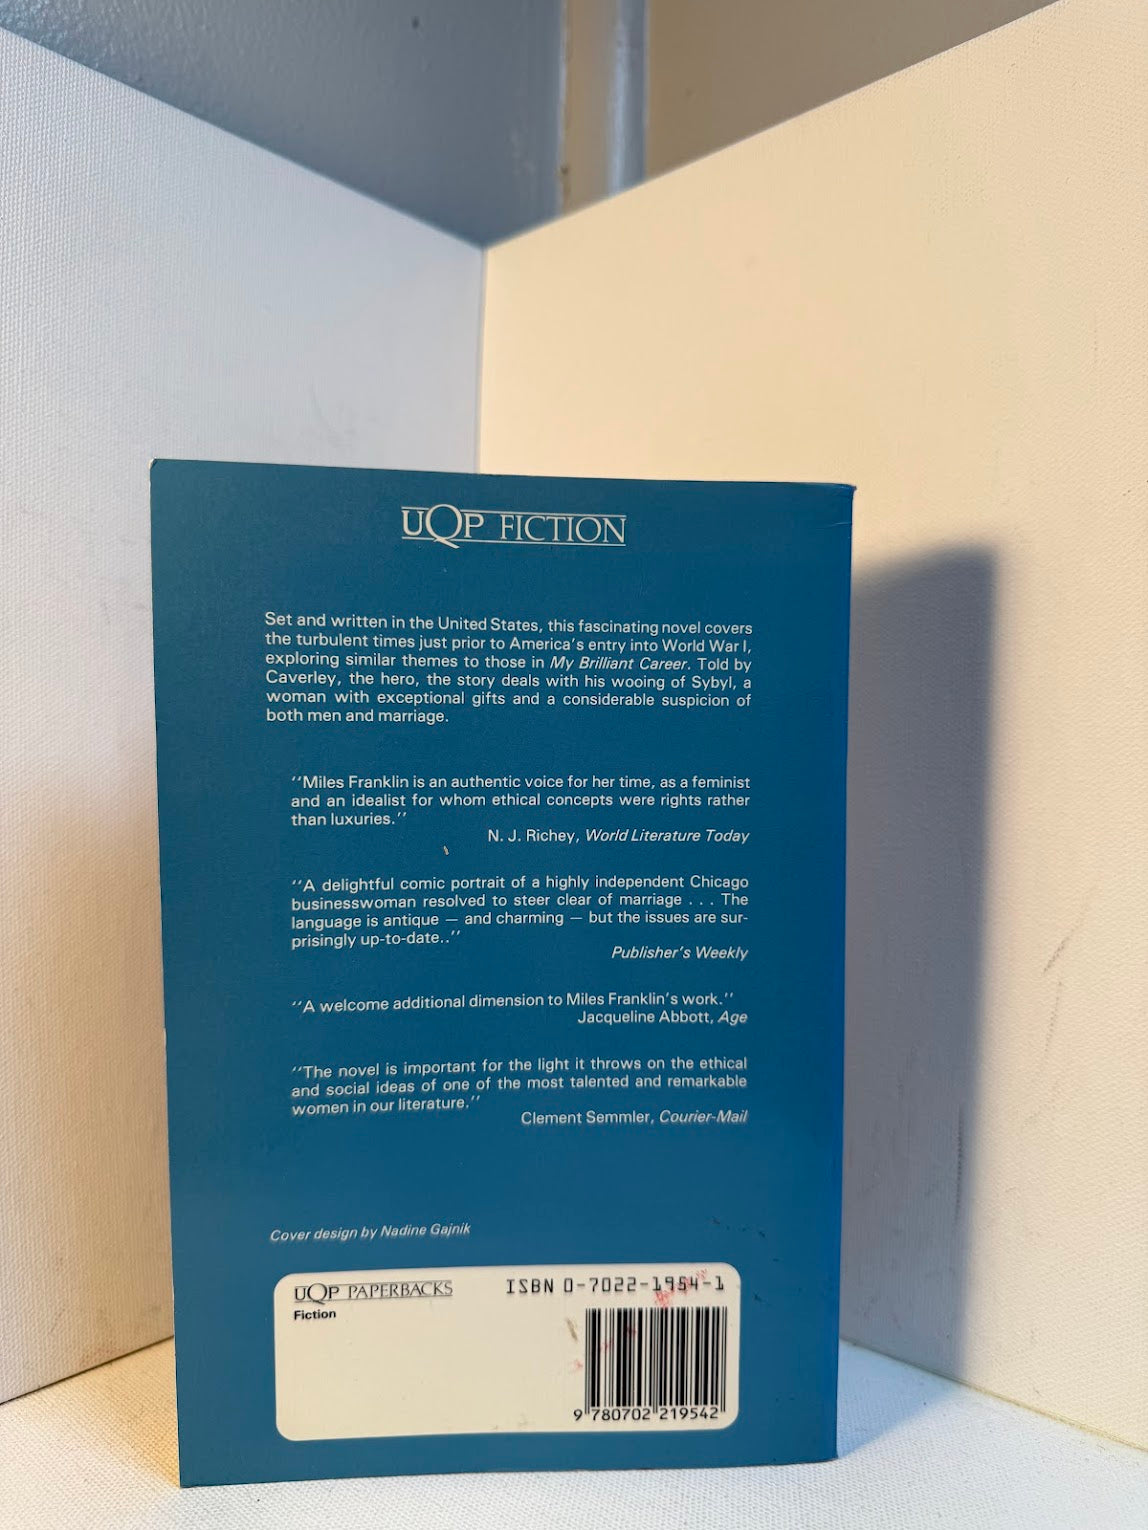 UQP FICTION
Set and written in the United States, this fascinating novel covers
the turbulent times just prior to America's entry into World War I,
exploring similar themes to those in My Brilliant Career. Told by
Caverley, the hero, the story deals with his wooing of Sybyl, a
woman with exceptional gifts and a considerable suspicion of
both men and marriage.
''Miles Franklin is an authentic voice for her time, as a feminist
and an idealist for whom ethical concepts were rights rather
than luxuries.''
N. J. Richey, World Literature Today
''A delightful comic portrait of a highly independent Chicago
businesswoman resolved to steer clear of marriage . . . The
language is antique — and charming — but the issues are sur-
prisingly up-to-date..''
Publisher's Weekly
''A welcome additional dimension to Miles Franklin's work.''
Jacqueline Abbott, Age
''The novel is important for the light it throws on the ethical
and social ideas of one of the most talented and remarkable
women in our literature.''
Clement Semmler, Courier-Mail
Cover design by Nadine Gajnik
UQP PAPERBACKS
Fiction
ISBN 0-7022-1954-1
9 780702 219542